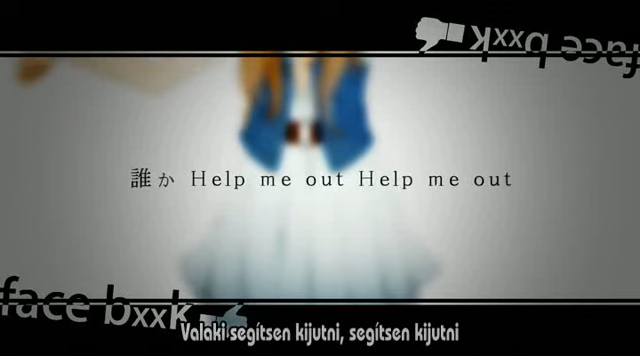 face bxxk
誰か Help me out Help me out
face bxxk
Valaki segítsen kijutni, segítsen kijutni